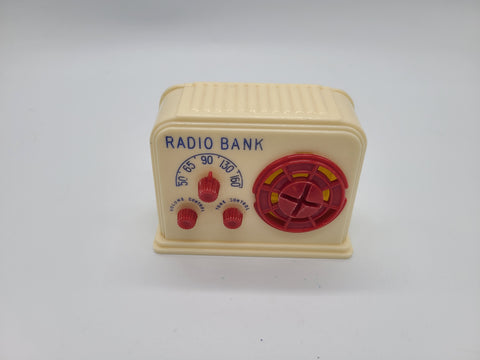 RADIO BANK
50 65 90 130 160
VOLUME CONTROL
TONE CONTROL